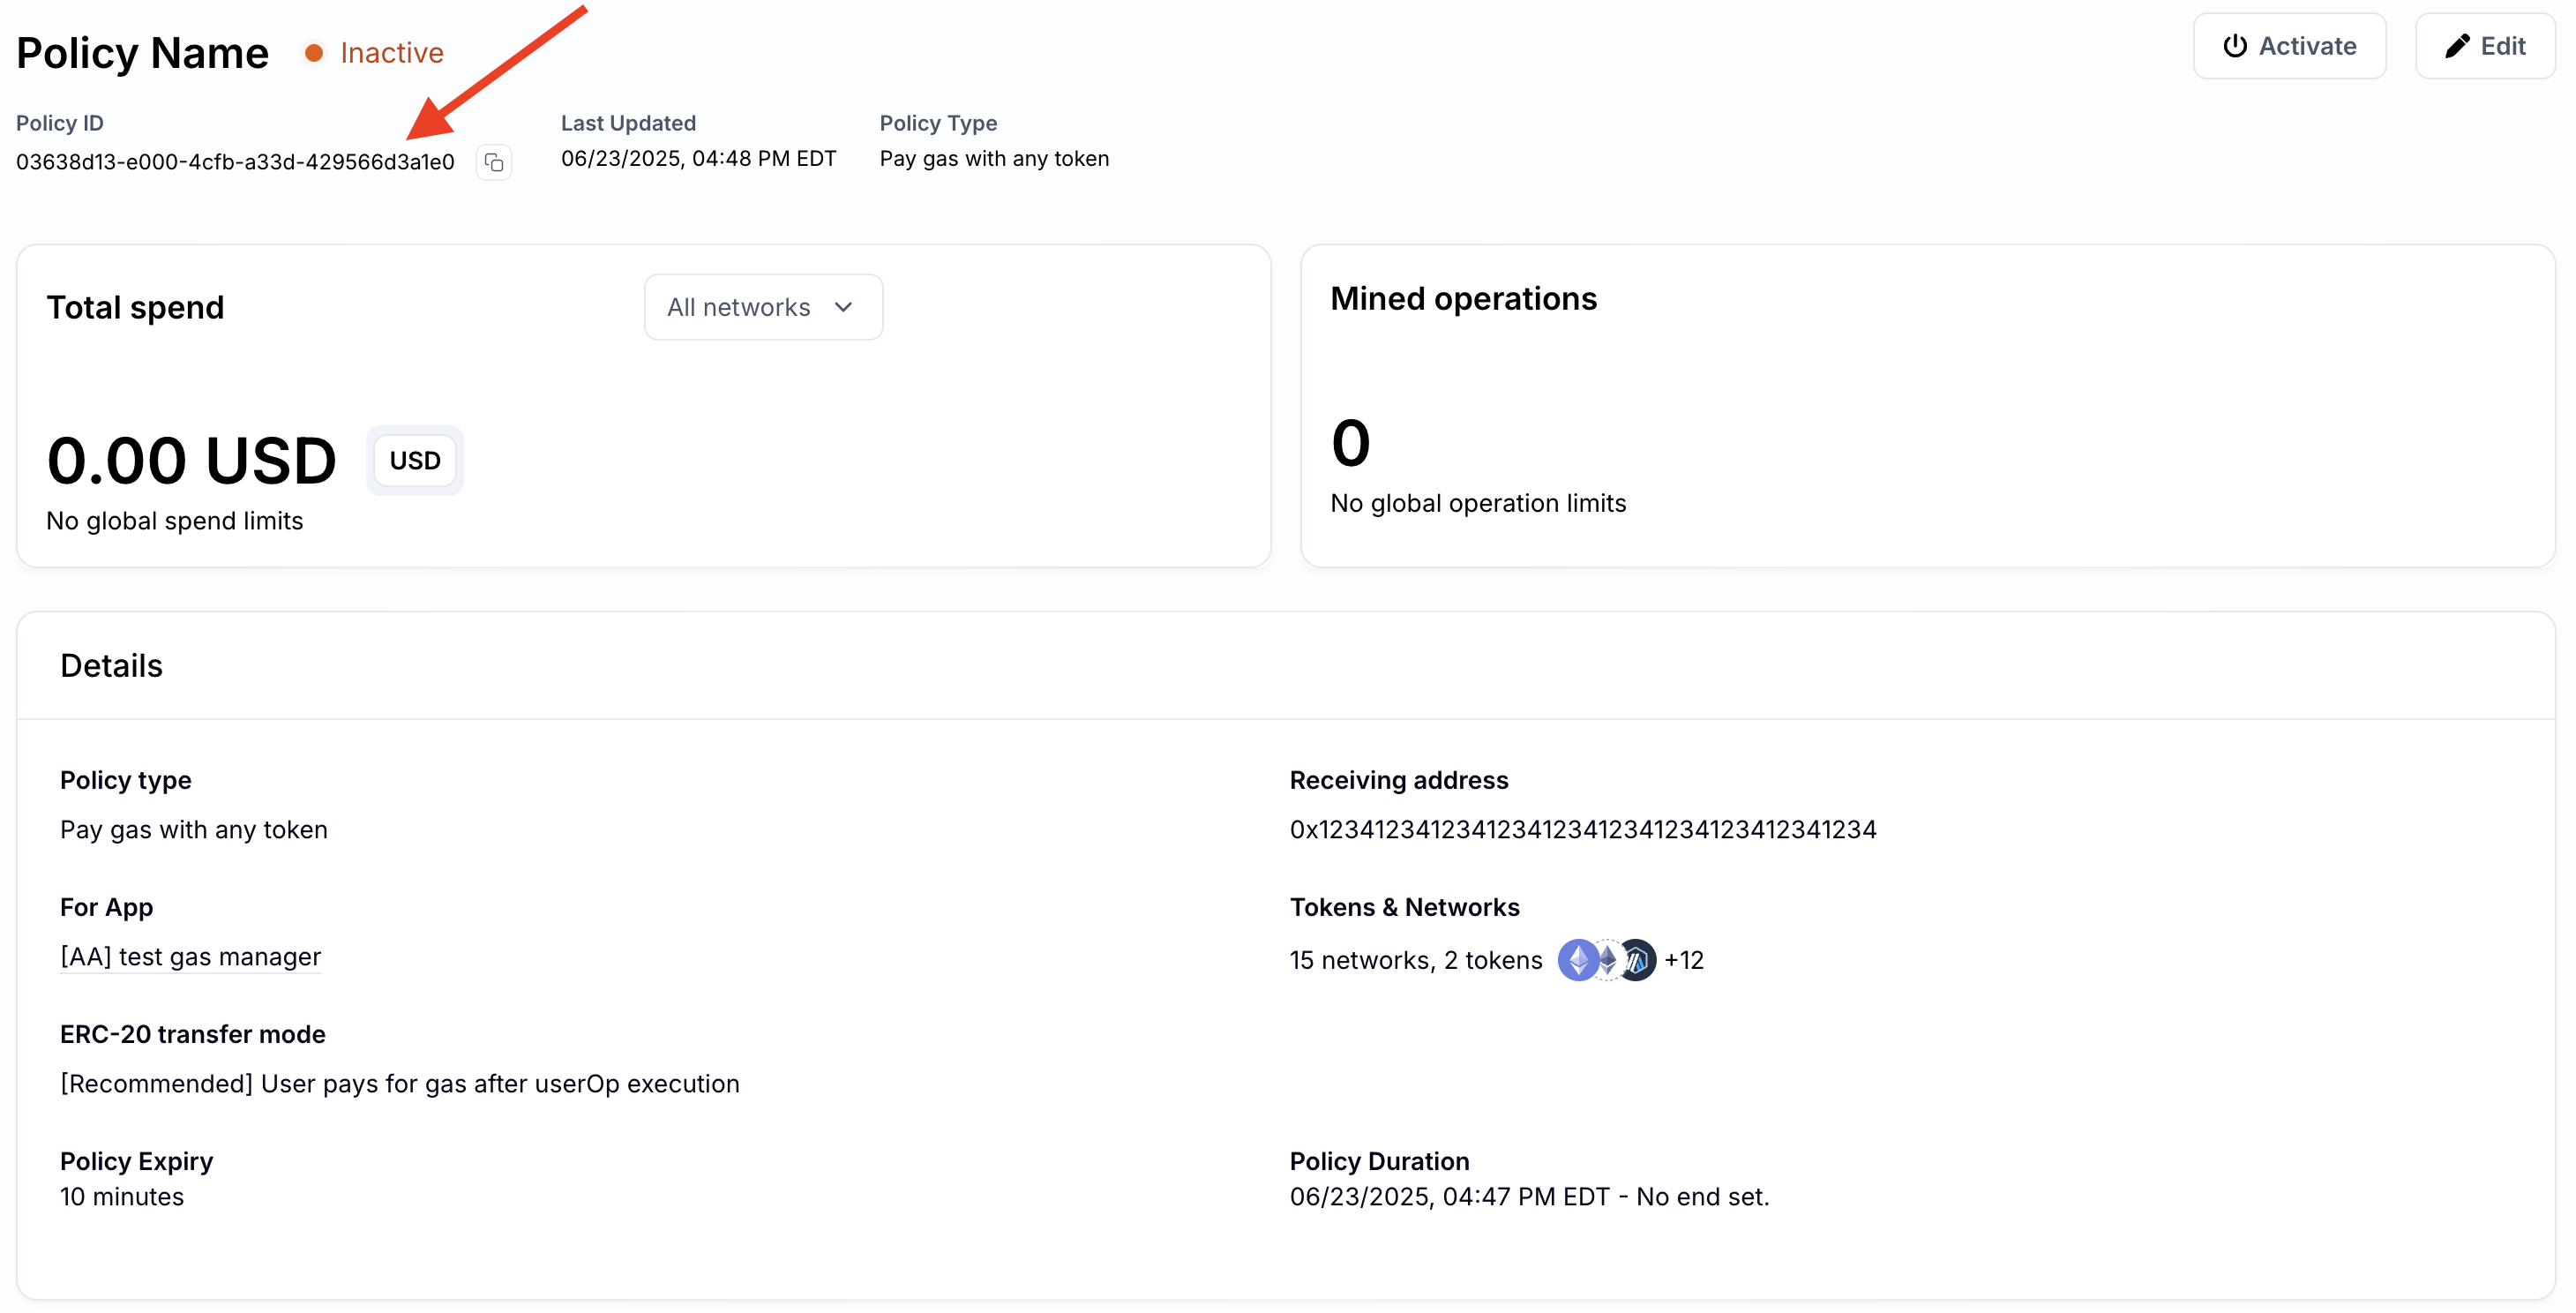 Policy Name
Inactive
Activate
Edit
Policy ID
03638d13-e000-4cfb-a33d-429566d3a1e0
Last Updated
06/23/2025, 04:48 PM EDT
Policy Type
Pay gas with any token
Total spend
All networks
0.00 USD
USD
No global spend limits
Mined operations
0
No global operation limits
Details
Policy type
Pay gas with any token
Receiving address
0x1234123412341234123412341234123412341234
For App
[AA] test gas manager
Tokens & Networks
15 networks, 2 tokens +12
ERC-20 transfer mode
[Recommended] User pays for gas after userOp execution
Policy Expiry
10 minutes
Policy Duration
06/23/2025, 04:47 PM EDT - No end set.